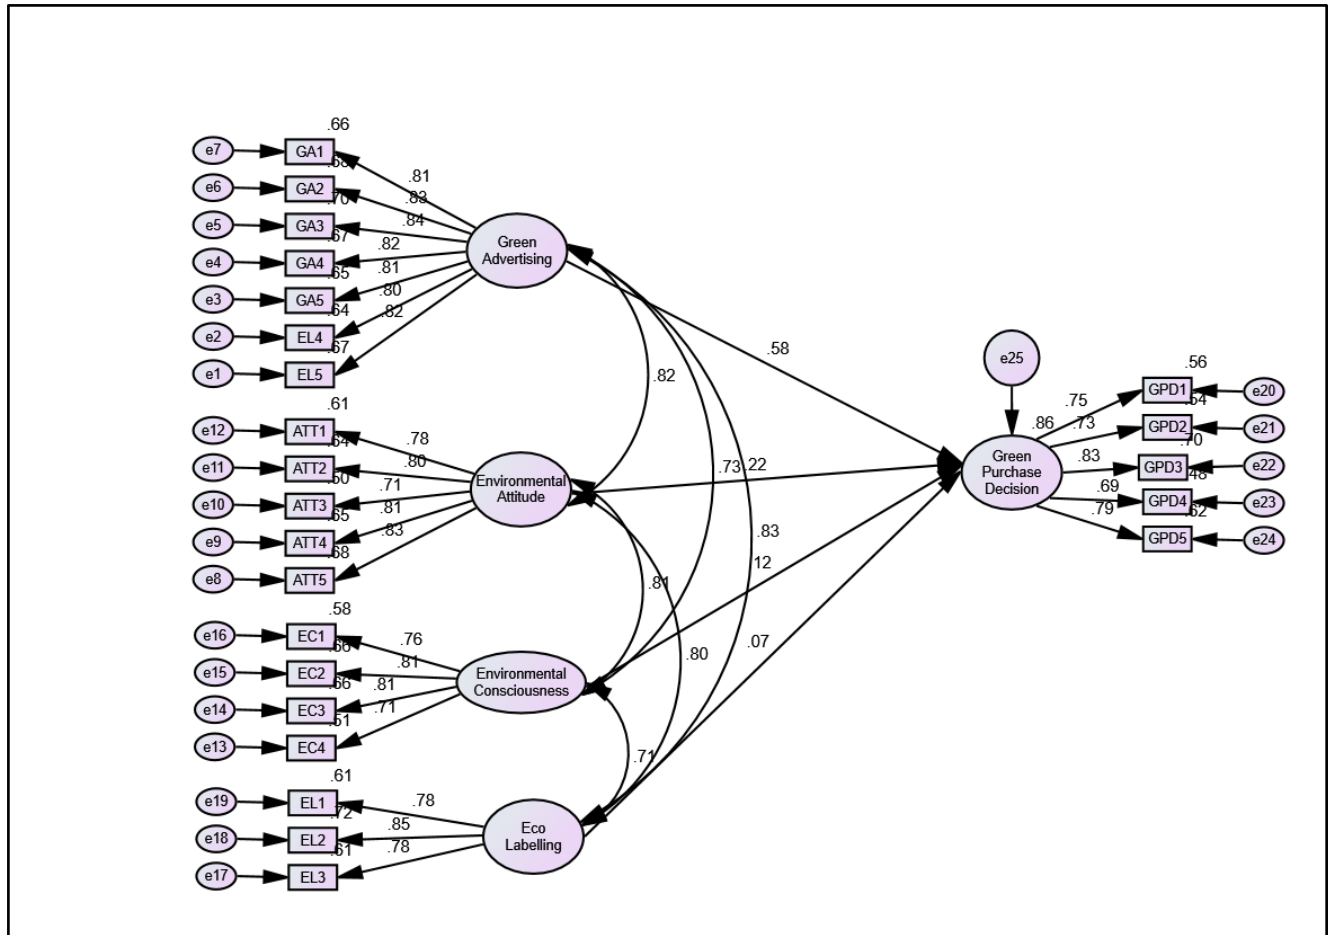 .66
e7 GA1
.68
.81
e6 GA2
.70
.83
e5 GA3
.84
Green
Advertising
.67
.82
e4 GA4
.65
.81
e3 GA5
.80
.64
.82
e2 EL4
.67
e1 EL5
.58
.82
e25
.56
.75
GPD1 e20
.54
.86 .73
GPD2 e21
.70
.83
GPD3 e22
.48
.69
GPD4 e23
.62
.79
GPD5 e24
Green
Purchase
Decision
.61
e12 ATT1
.64
.78
e11 ATT2
.80
.50
.71
e10 ATT3
.65
.81
e9 ATT4
.83
.68
e8 ATT5
Environmental
Attitude
.73 .22
.83
.12
.81
.58
e16 EC1
.66
.76
e15 EC2
.81
.66
.81
e14 EC3
.71
.51
e13 EC4
Environmental
Consciousness
.07
.80
.71
.61
e19 EL1
.72
.78
e18 EL2
.85
.61
.78
e17 EL3
Eco
Labelling